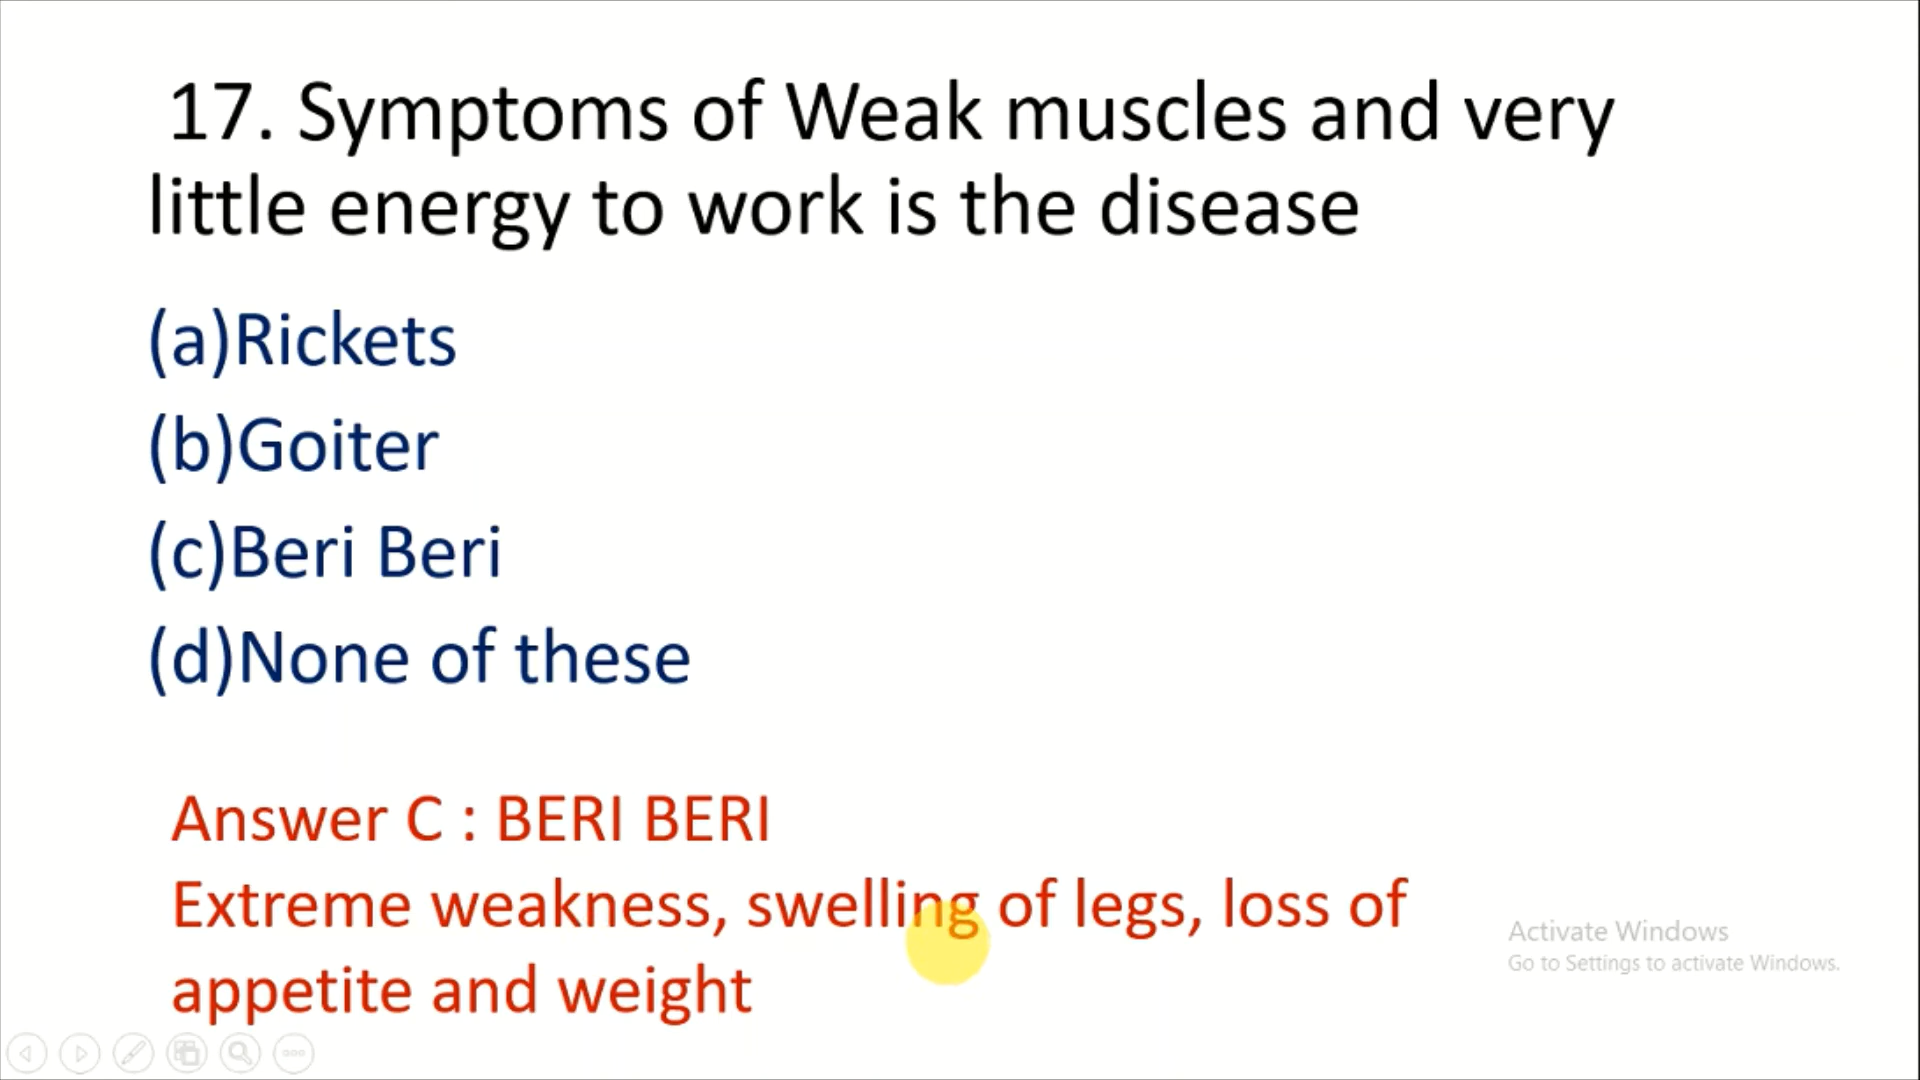 17. Symptoms of Weak muscles and very
little energy to work is the disease
(a)Rickets
(b)Goiter
(c)Beri Beri
(d)None of these
Answer C : BERI BERI
Extreme weakness, swelling of legs, loss of
appetite and weight
Activate Windows
Go to Settings to activate Windows.